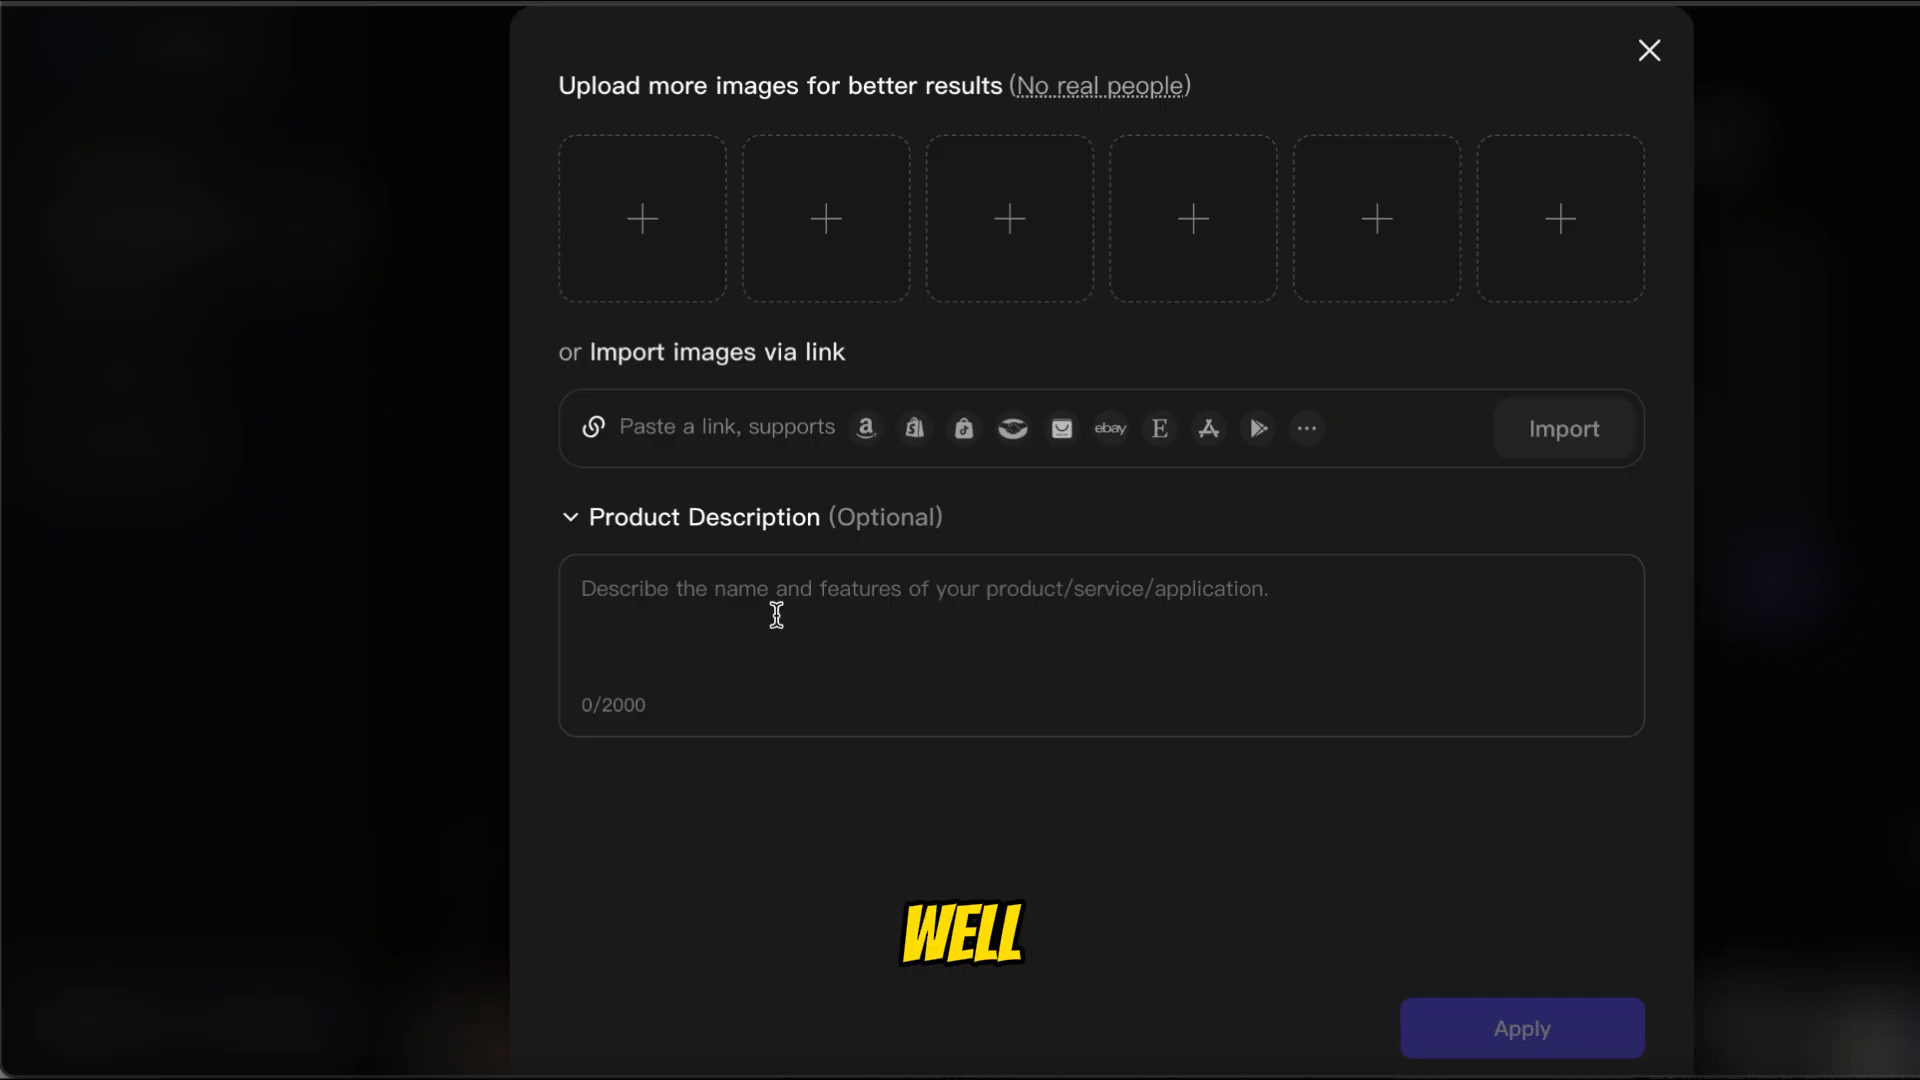 Upload more images for better results (No real people)
or Import images via link
Paste a link, supports a ebay E ...
Import
Product Description (Optional)
Describe the name and features of your product/service/application.
0/2000
WELL
Apply